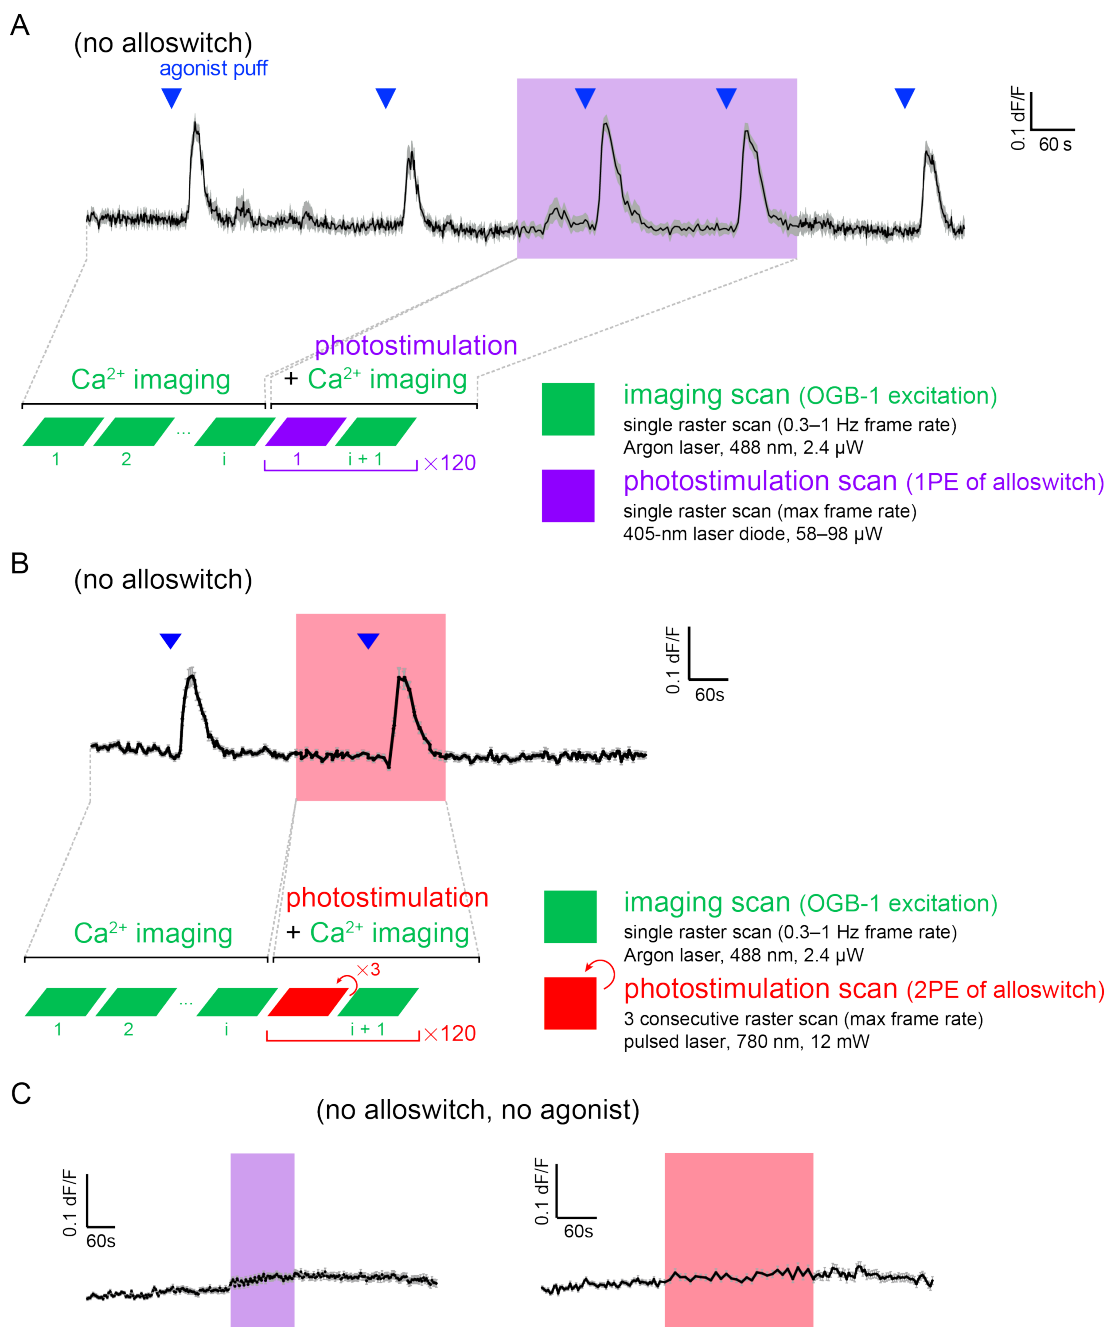 A
(no alloswitch)
agonist puff
0.1 dF/F
60 s
photostimulation
Ca²⁺ imaging
+ Ca²⁺ imaging
1
2
...
i
1
i + 1
×120
imaging scan (OGB-1 excitation)
single raster scan (0.3–1 Hz frame rate)
Argon laser, 488 nm, 2.4 µW
photostimulation scan (1PE of alloswitch)
single raster scan (max frame rate)
405-nm laser diode, 58–98 µW
B
(no alloswitch)
0.1 dF/F
60s
photostimulation
Ca²⁺ imaging
+ Ca²⁺ imaging
×3
1
2
...
i
i + 1
×120
imaging scan (OGB-1 excitation)
single raster scan (0.3–1 Hz frame rate)
Argon laser, 488 nm, 2.4 µW
photostimulation scan (2PE of alloswitch)
3 consecutive raster scan (max frame rate)
pulsed laser, 780 nm, 12 mW
C
(no alloswitch, no agonist)
0.1 dF/F
60s
0.1 dF/F
60s